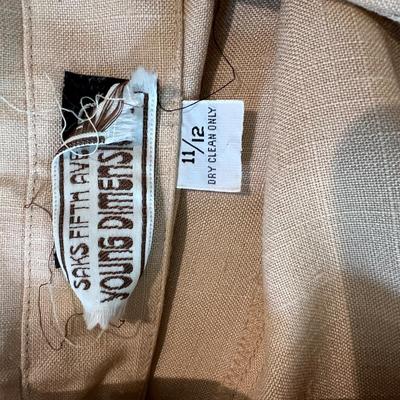 SAKS FIFTH AVE
YOUNG DIMENSI
11/12
DRY CLEAN ONLY